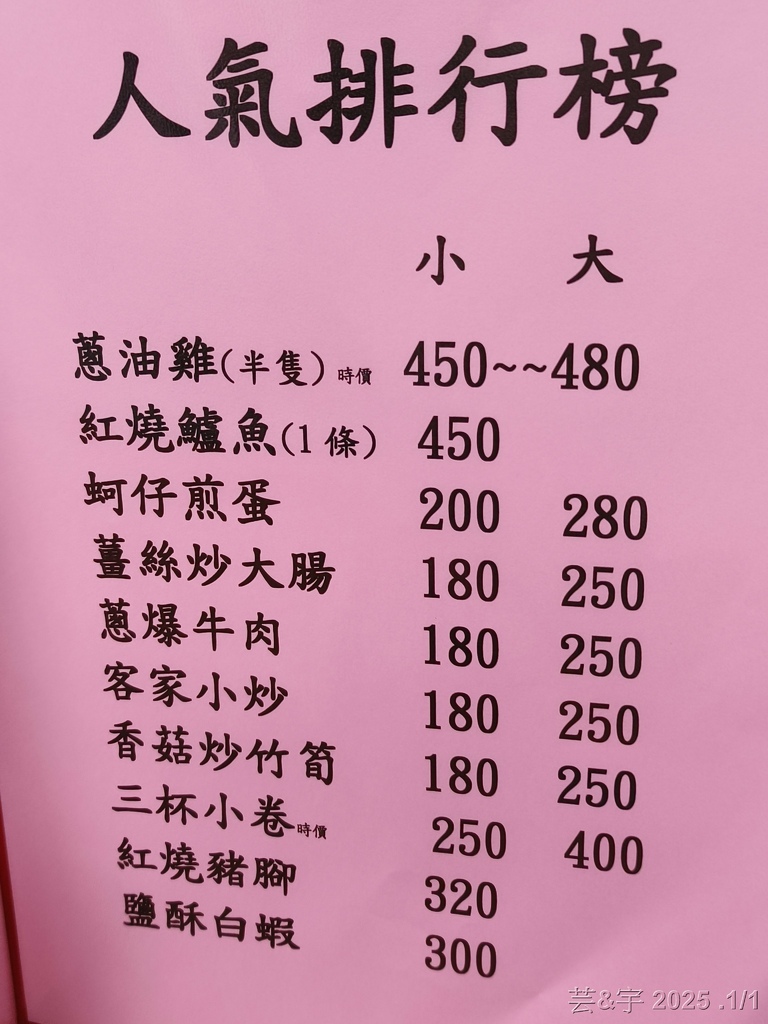 人氣排行榜
小 大
蔥油雞(半隻)時價 450~~480
紅燒鱸魚(1條) 450
蚵仔煎蛋 200 280
薑絲炒大腸 180 250
蔥爆牛肉 180 250
客家小炒 180 250
香菇炒竹筍 180 250
三杯小卷時價 250 400
紅燒豬腳 320
鹽酥白蝦 300
芸&宇 2025 .1/1